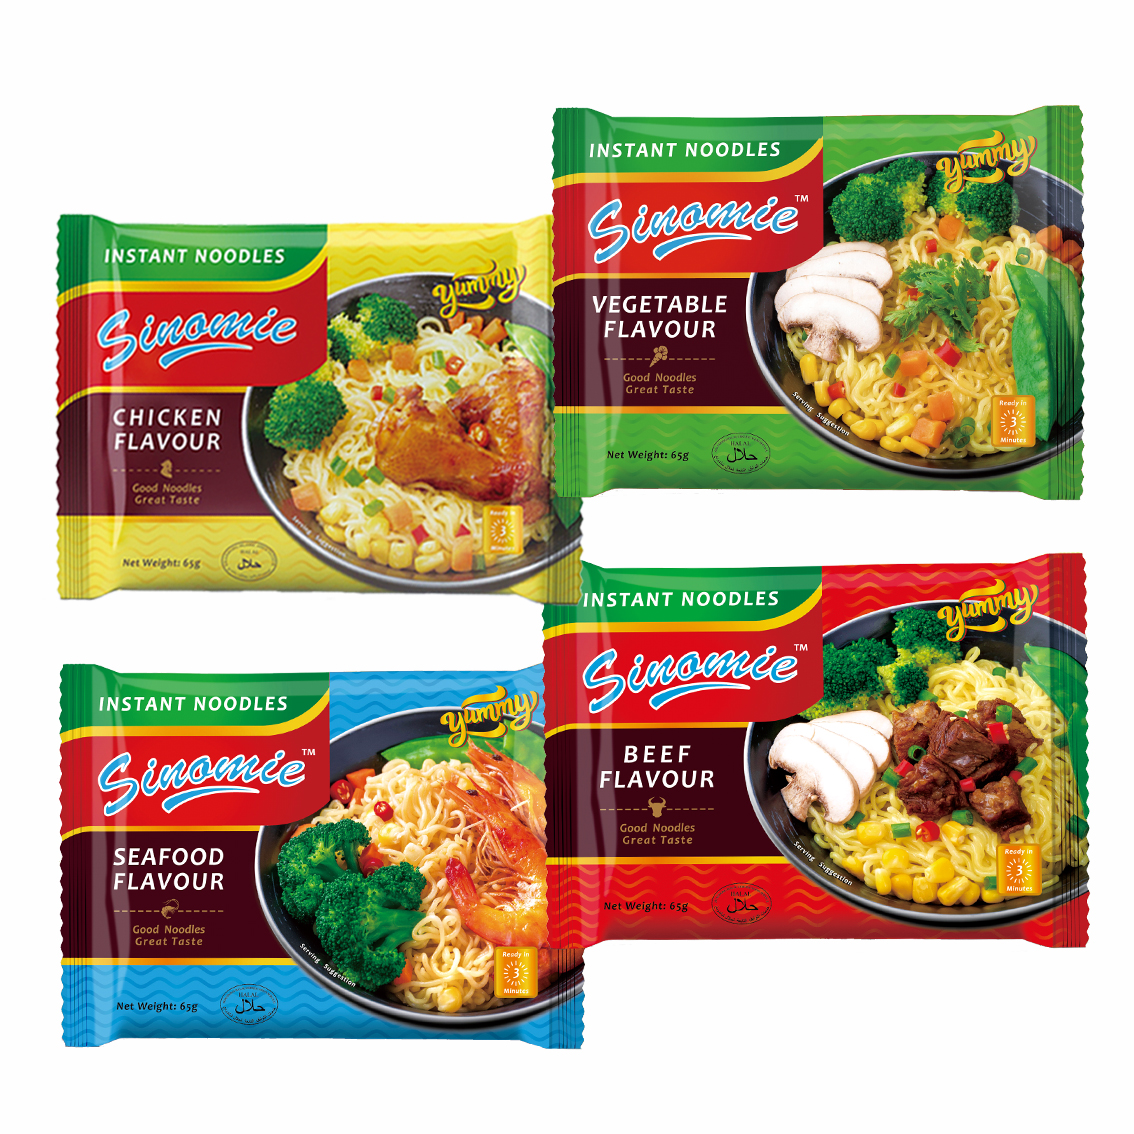 INSTANT NOODLES
Sinomie
CHICKEN
FLAVOUR
Good Noodles
Great Taste
Net Weight: 65g
HALAL
حلال
yummy
Serving Suggestion
Ready in
3
Minutes
INSTANT NOODLES
Sinomie™
VEGETABLE
FLAVOUR
Good Noodles
Great Taste
Net Weight: 65g
HALAL
حلال
yummy
Serving Suggestion
Ready in
3
Minutes
INSTANT NOODLES
Sinomie™
SEAFOOD
FLAVOUR
Good Noodles
Great Taste
Net Weight: 65g
HALAL
حلال
yummy
Serving Suggestion
Ready in
3
Minutes
INSTANT NOODLES
Sinomie™
BEEF
FLAVOUR
Good Noodles
Great Taste
Net Weight: 65g
HALAL
حلال
yummy
Serving Suggestion
Ready in
3
Minutes